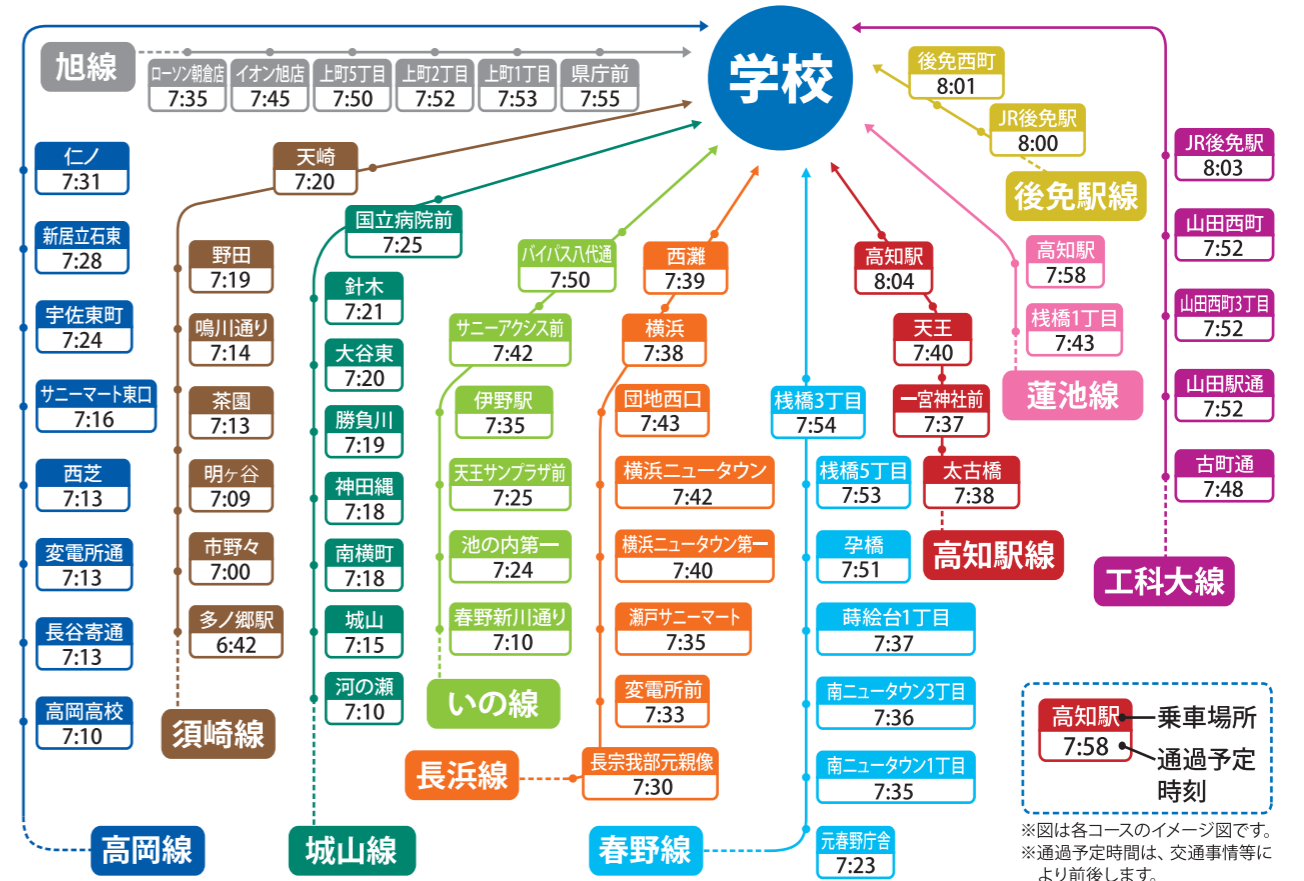 学校
旭線
ローソン朝倉店
7:35
イオン旭店
7:45
上町5丁目
7:50
上町2丁目
7:52
上町1丁目
7:53
県庁前
7:55
仁ノ
7:31
新居立石東
7:28
宇佐東町
7:24
サニーマート東口
7:16
西芝
7:13
変電所通
7:13
長谷寄通
7:13
高岡高校
7:10
高岡線
天崎
7:20
野田
7:19
鳴川通り
7:14
茶園
7:13
明ヶ谷
7:09
市野々
7:00
多ノ郷駅
6:42
須崎線
国立病院前
7:25
針木
7:21
大谷東
7:20
勝負川
7:19
神田縄
7:18
南横町
7:18
城山
7:15
河の瀬
7:10
城山線
バイパス八代通
7:50
サニーアクシス前
7:42
伊野駅
7:35
天王サンプラザ前
7:25
池の内第一
7:24
春野新川通り
7:10
いの線
西灘
7:39
横浜
7:38
団地西口
7:43
横浜ニュータウン
7:42
横浜ニュータウン第一
7:40
瀬戸サニーマート
7:35
変電所前
7:33
長宗我部元親像
7:30
長浜線
桟橋3丁目
7:54
桟橋5丁目
7:53
孕橋
7:51
蒔絵台1丁目
7:37
南ニュータウン3丁目
7:36
南ニュータウン1丁目
7:35
元春野庁舎
7:23
春野線
高知駅
8:04
天王
7:40
一宮神社前
7:37
太古橋
7:38
高知駅線
高知駅
7:58
桟橋1丁目
7:43
蓮池線
後免西町
8:01
JR後免駅
8:00
後免駅線
JR後免駅
8:03
山田西町
7:52
山田西町3丁目
7:52
山田駅通
7:52
古町通
7:48
工科大線
高知駅
7:58
乗車場所
通過予定
時刻
※図は各コースのイメージ図です。
※通過予定時間は、交通事情等に
より前後します。